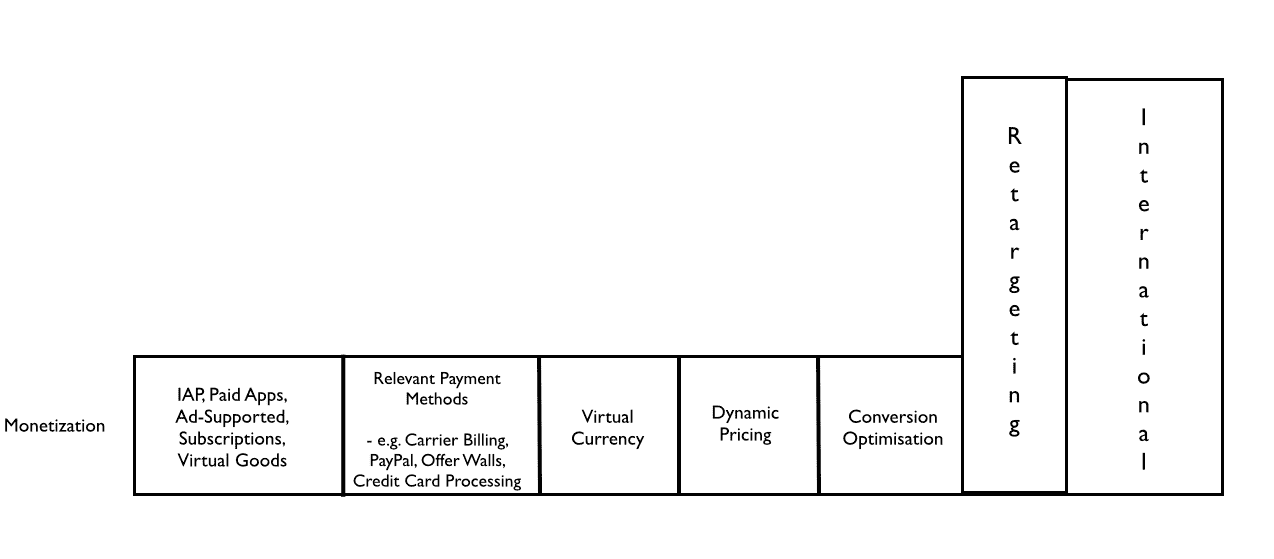 Monetization
IAP, Paid Apps,
Ad-Supported,
Subscriptions,
Virtual Goods
Relevant Payment
Methods
- e.g. Carrier Billing,
PayPal, Offer Walls,
Credit Card Processing
Virtual
Currency
Dynamic
Pricing
Conversion
Optimisation
Retargeting
International